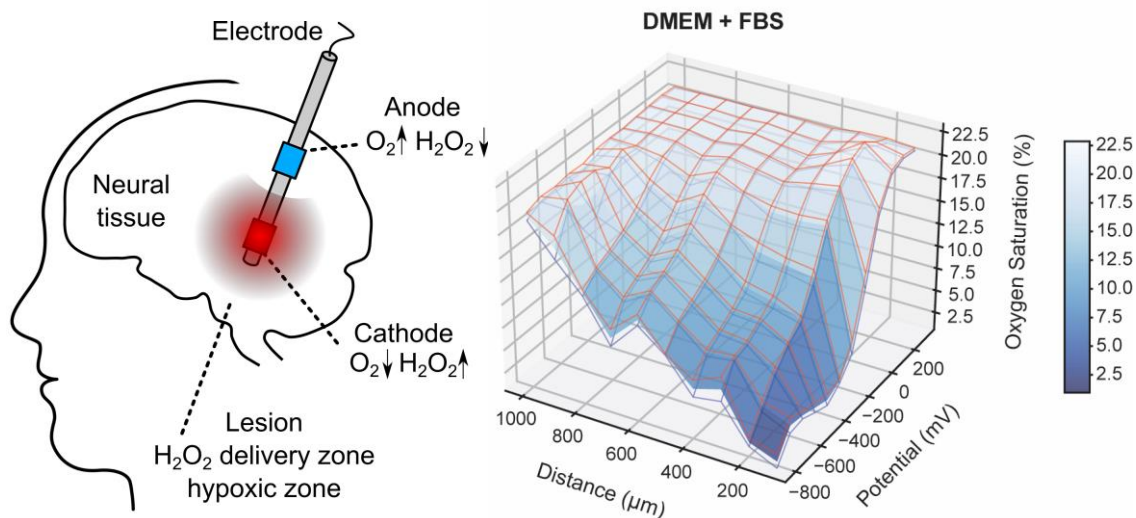 Electrode
Anode
O₂↑ H₂O₂↓
Neural
tissue
Cathode
O₂↓ H₂O₂↑
Lesion
H₂O₂ delivery zone
hypoxic zone
DMEM + FBS
22.5
20.0
17.5
15.0
12.5
10.0
7.5
5.0
2.5
Oxygen Saturation (%)
200
0
−200
−400
−600
−800
Potential (mV)
1000
800
600
400
200
Distance (μm)
22.5
20.0
17.5
15.0
12.5
10.0
7.5
5.0
2.5